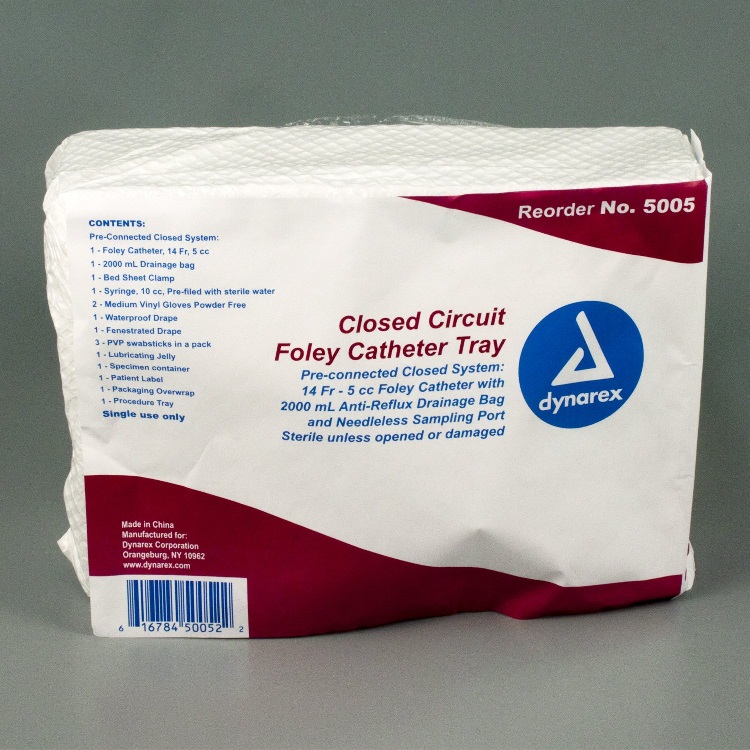 Reorder No. 5005
CONTENTS:
Pre-Connected Closed System:
1 - Foley Catheter, 14 Fr, 5 cc
1 - 2000 mL Drainage bag
1 - Bed Sheet Clamp
1 - Syringe, 10 cc, Pre-filed with sterile water
2 - Medium Vinyl Gloves Powder Free
1 - Waterproof Drape
1 - Fenestrated Drape
3 - PVP swabsticks in a pack
1 - Lubricating Jelly
1 - Specimen container
1 - Patient Label
1 - Packaging Overwrap
1 - Procedure Tray
Single use only
Closed Circuit
Foley Catheter Tray
Pre-connected Closed System:
14 Fr - 5 cc Foley Catheter with
2000 mL Anti-Reflux Drainage Bag
and Needleless Sampling Port
Sterile unless opened or damaged
dynarex
Made in China
Manufactured for:
Dynarex Corporation
Orangeburg, NY 10962
www.dynarex.com
6 16784 50052 2